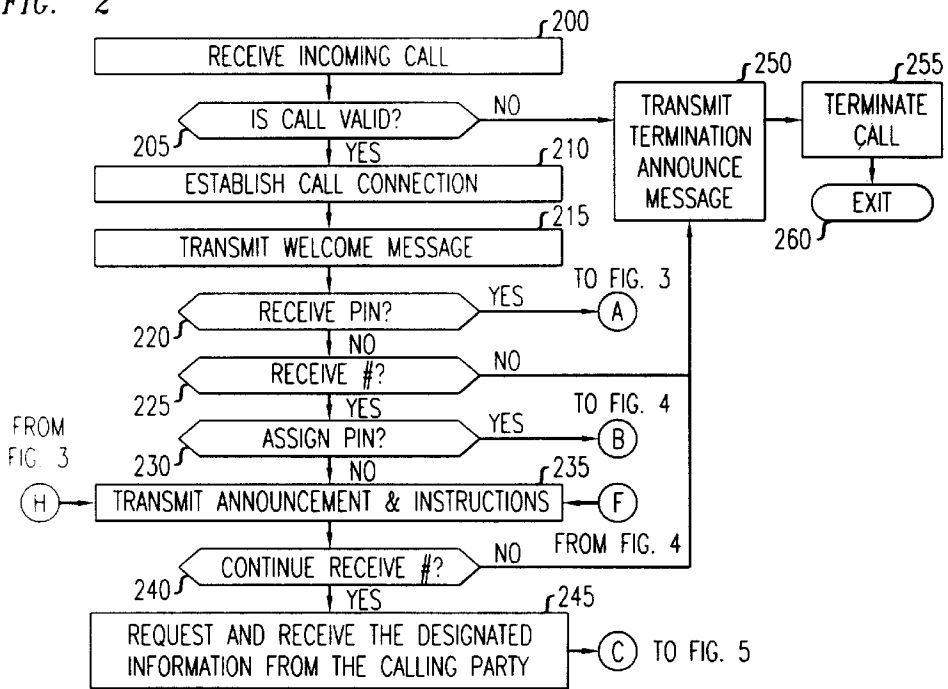 FIG. 2
200
RECEIVE INCOMING CALL
250
255
IS CALL VALID?
NO
205
YES
TRANSMIT
TERMINATION
ANNOUNCE
MESSAGE
TERMINATE
CALL
210
ESTABLISH CALL CONNECTION
EXIT
260
215
TRANSMIT WELCOME MESSAGE
TO FIG. 3
RECEIVE PIN?
YES
A
220
NO
RECEIVE #?
NO
225
YES
TO FIG. 4
ASSIGN PIN?
YES
B
230
NO
FROM
FIG. 3
235
H
TRANSMIT ANNOUNCEMENT & INSTRUCTIONS
F
FROM FIG. 4
CONTINUE RECEIVE #?
NO
240
YES
245
REQUEST AND RECEIVE THE DESIGNATED
INFORMATION FROM THE CALLING PARTY
C
TO FIG. 5